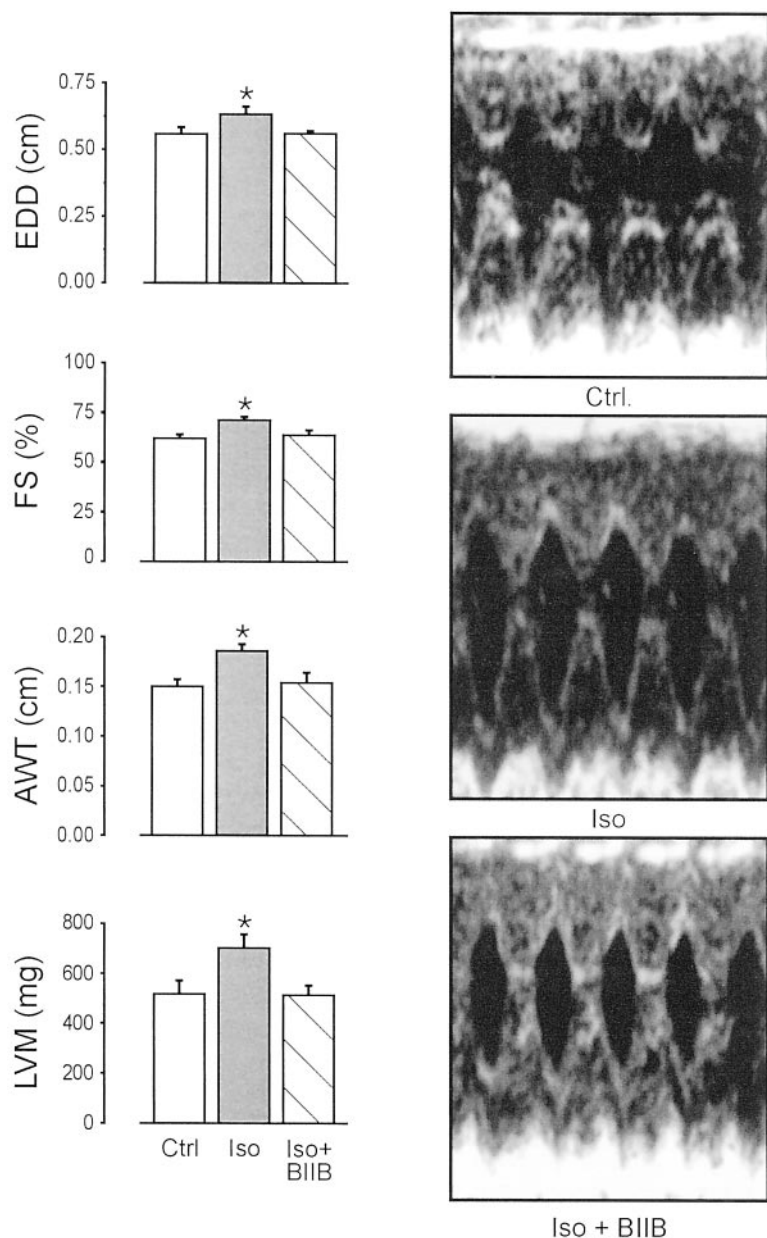 EDD (cm)
0.75
0.50
0.25
0.00
*
FS (%)
100
75
50
25
0
*
AWT (cm)
0.20
0.15
0.10
0.05
0.00
*
LVM (mg)
800
600
400
200
0
*
Ctrl
Iso
Iso+
BIIB
Ctrl.
Iso
Iso + BIIB